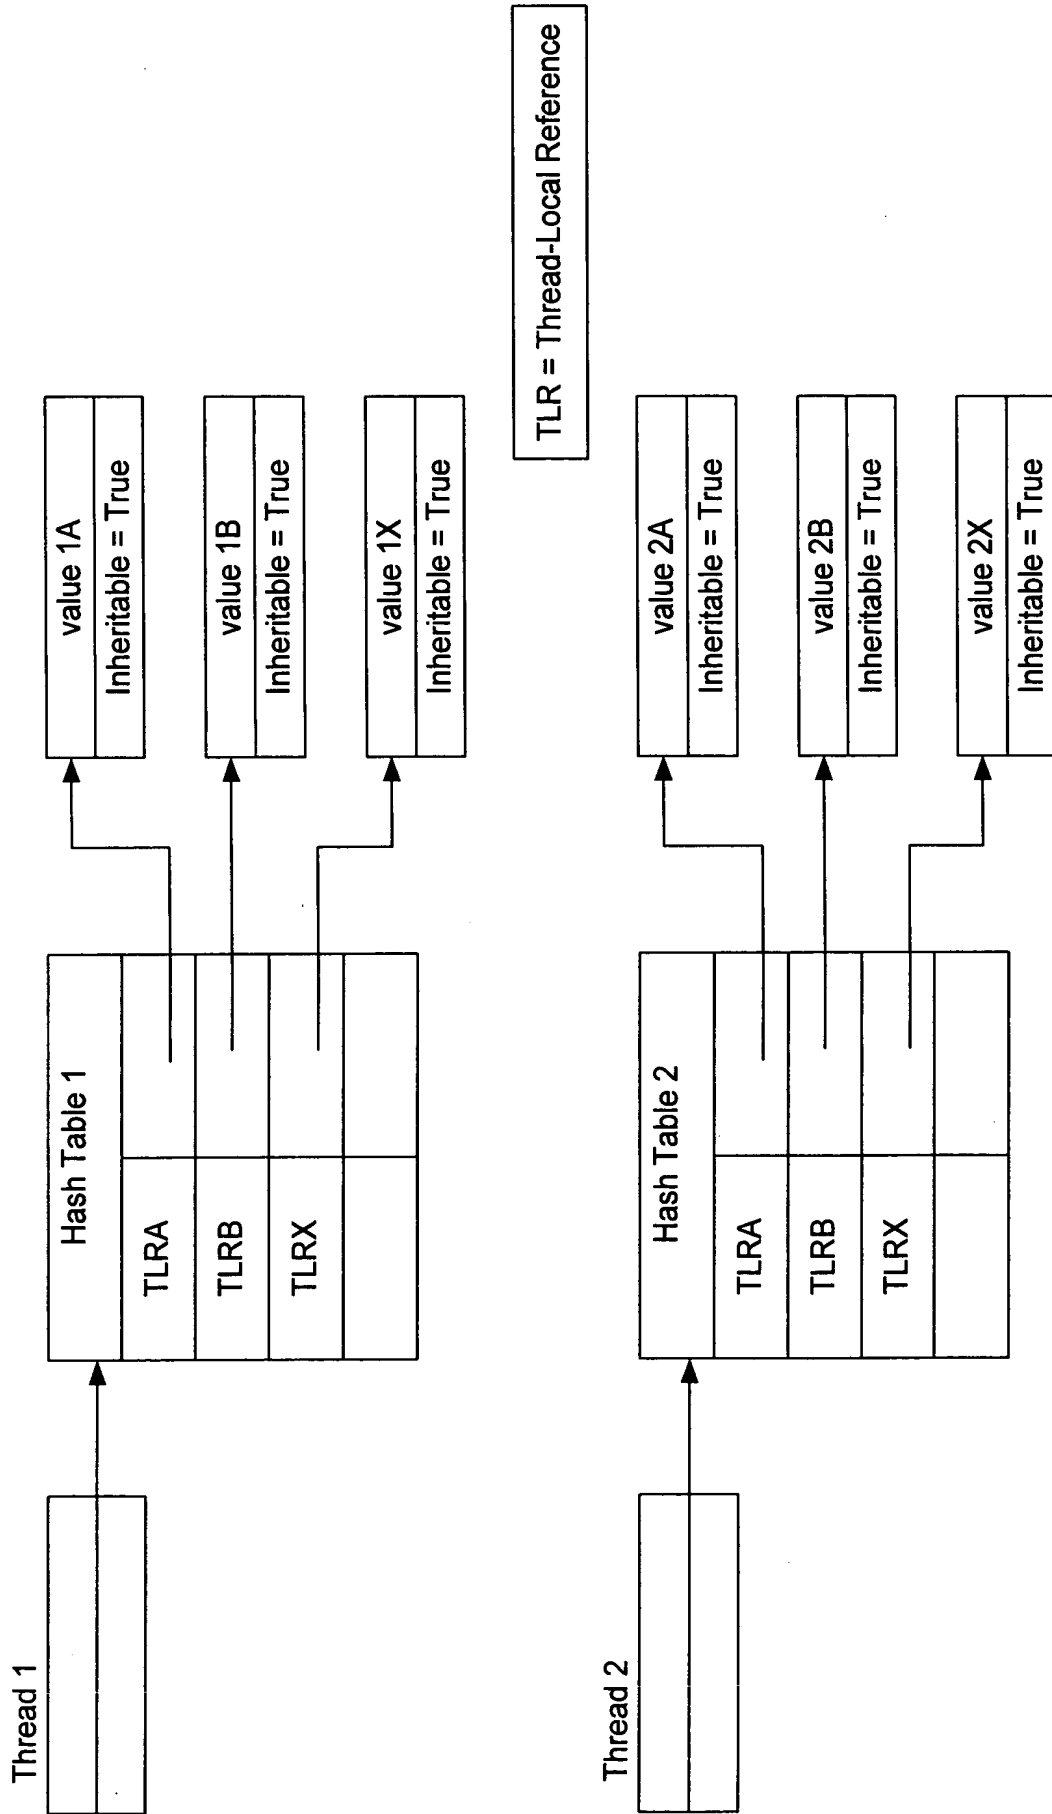 Thread 1
Hash Table 1
TLRA
TLRB
TLRX
value 1A
Inheritable = True
value 1B
Inheritable = True
value 1X
Inheritable = True
TLR = Thread-Local Reference
Thread 2
Hash Table 2
TLRA
TLRB
TLRX
value 2A
Inheritable = True
value 2B
Inheritable = True
value 2X
Inheritable = True